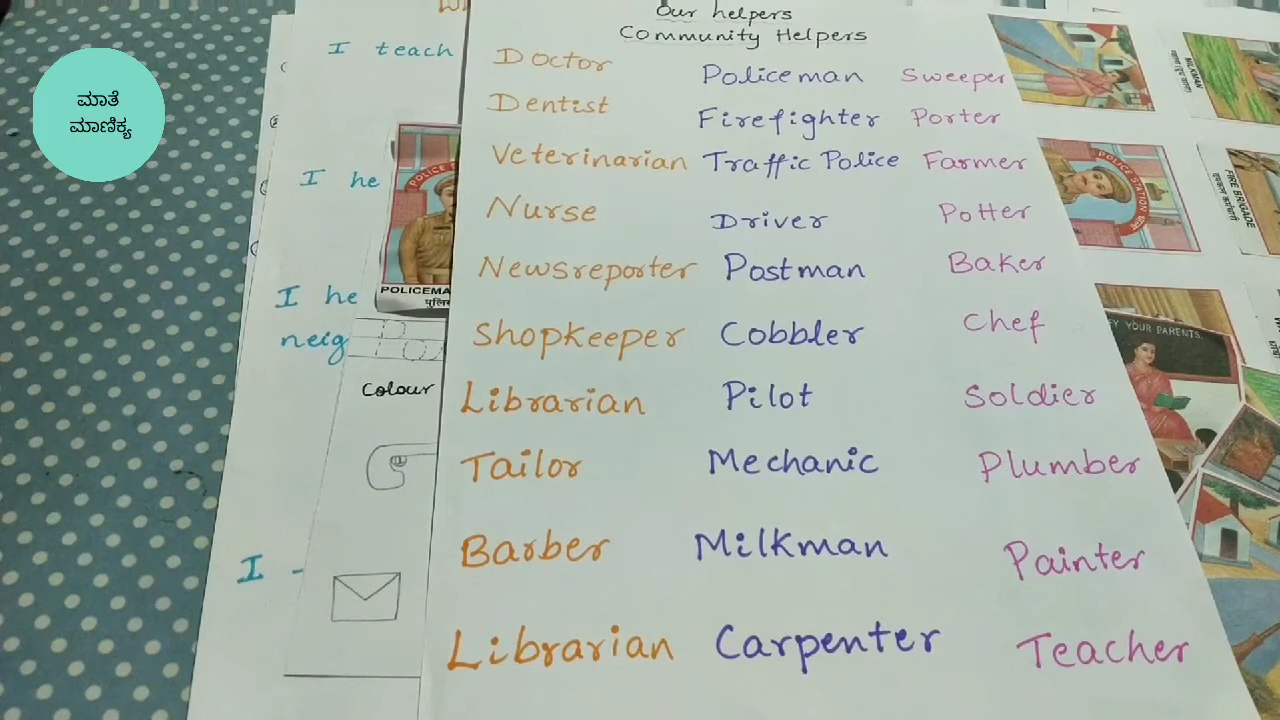 ಮಾತೆ
ಮಾಣಿಕ್ಯ
Our helpers
Community Helpers
Doctor
Dentist
Veterinarian
Nurse
Newsreporter
Shopkeeper
Librarian
Tailor
Barber
Librarian
Policeman
Firefighter
Traffic Police
Driver
Postman
Cobbler
Pilot
Mechanic
Milkman
Carpenter
Sweeper
Porter
Farmer
Potter
Baker
Chef
Soldier
Plumber
Painter
Teacher
I teach
I he
I he
neig
I -
POLICE
POLICEMA
पुलि
Colour
MILKMAN
POLICE STATION
FIRE BRIGADE
Y YOUR PARENTS.